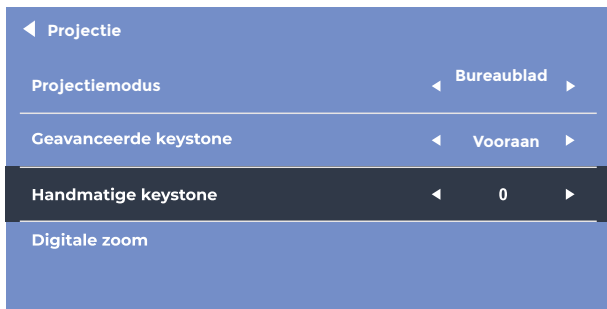 Projectie
Projectiemodus Bureaublad
Geavanceerde keystone Vooraan
Handmatige keystone 0
Digitale zoom